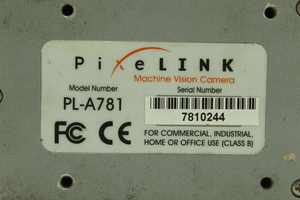 PixeLINK
Machine Vision Camera
Model Number
Serial Number
PL-A781
7810244
FC CE
FOR COMMERCIAL, INDUSTRIAL,
HOME OR OFFICE USE (CLASS B)